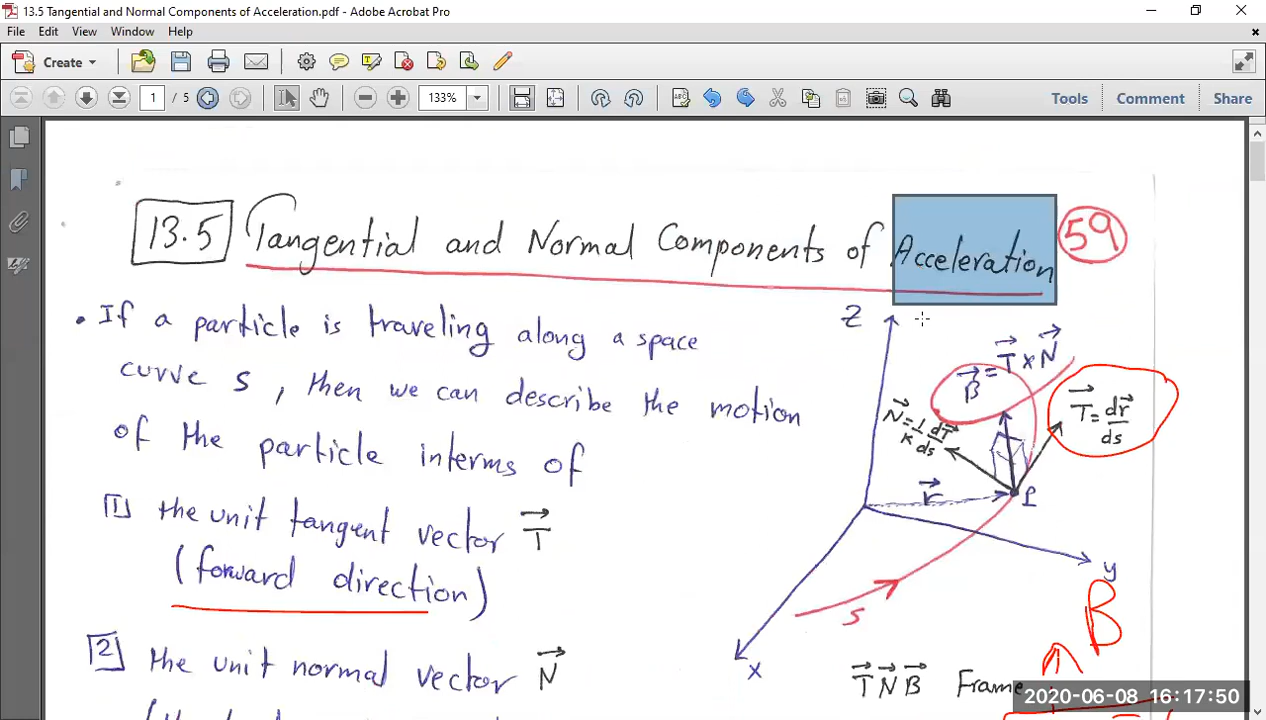 13.5 Tangential and Normal Components of Acceleration.pdf - Adobe Acrobat Pro
File Edit View Window Help
Create
1 / 5 133% Tools Comment Share
13.5 Tangential and Normal Components of Acceleration 59
• If a particle is traveling along a space
curve s, then we can describe the motion
of the particle interms of
1 the unit tangent vector T
(forward direction)
2 the unit normal vector N
Z
B = T x N
N = 1/κ dT/ds
T = dr/ds
r
P
y
s
x
B
T N B Frame
2020-06-08 16:17:50